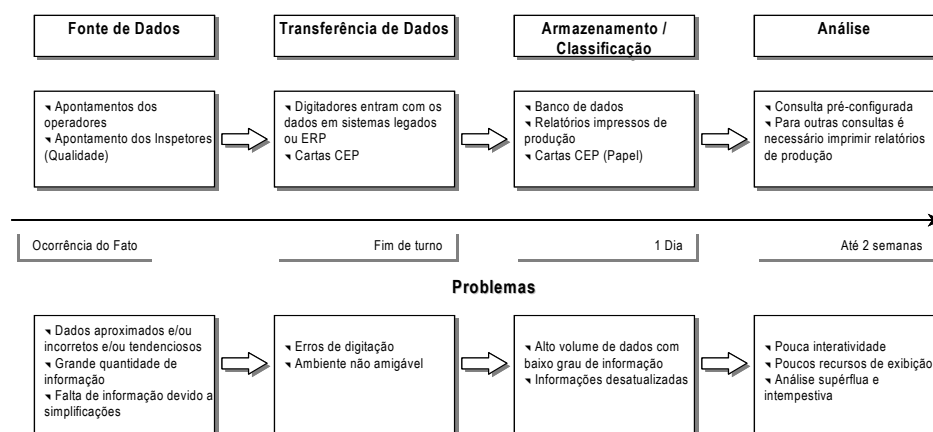 Fonte de Dados
Transferência de Dados
Armazenamento /
Classificação
Análise
Apontamentos dos
operadores
Apontamento dos Inspetores
(Qualidade)
Digitadores entram com os
dados em sistemas legados
ou ERP
Cartas CEP
Banco de dados
Relatórios impressos de
produção
Cartas CEP (Papel)
Consulta pré-configurada
Para outras consultas é
necessário imprimir relatórios
de produção
Ocorrência do Fato
Fim de turno
1 Dia
Até 2 semanas
Problemas
Dados aproximados e/ou
incorretos e/ou tendenciosos
Grande quantidade de
informação
Falta de informação devido a
simplificações
Erros de digitação
Ambiente não amigável
Alto volume de dados com
baixo grau de informação
Informações desatualizadas
Pouca interatividade
Poucos recursos de exibição
Análise supérflua e
intempestiva